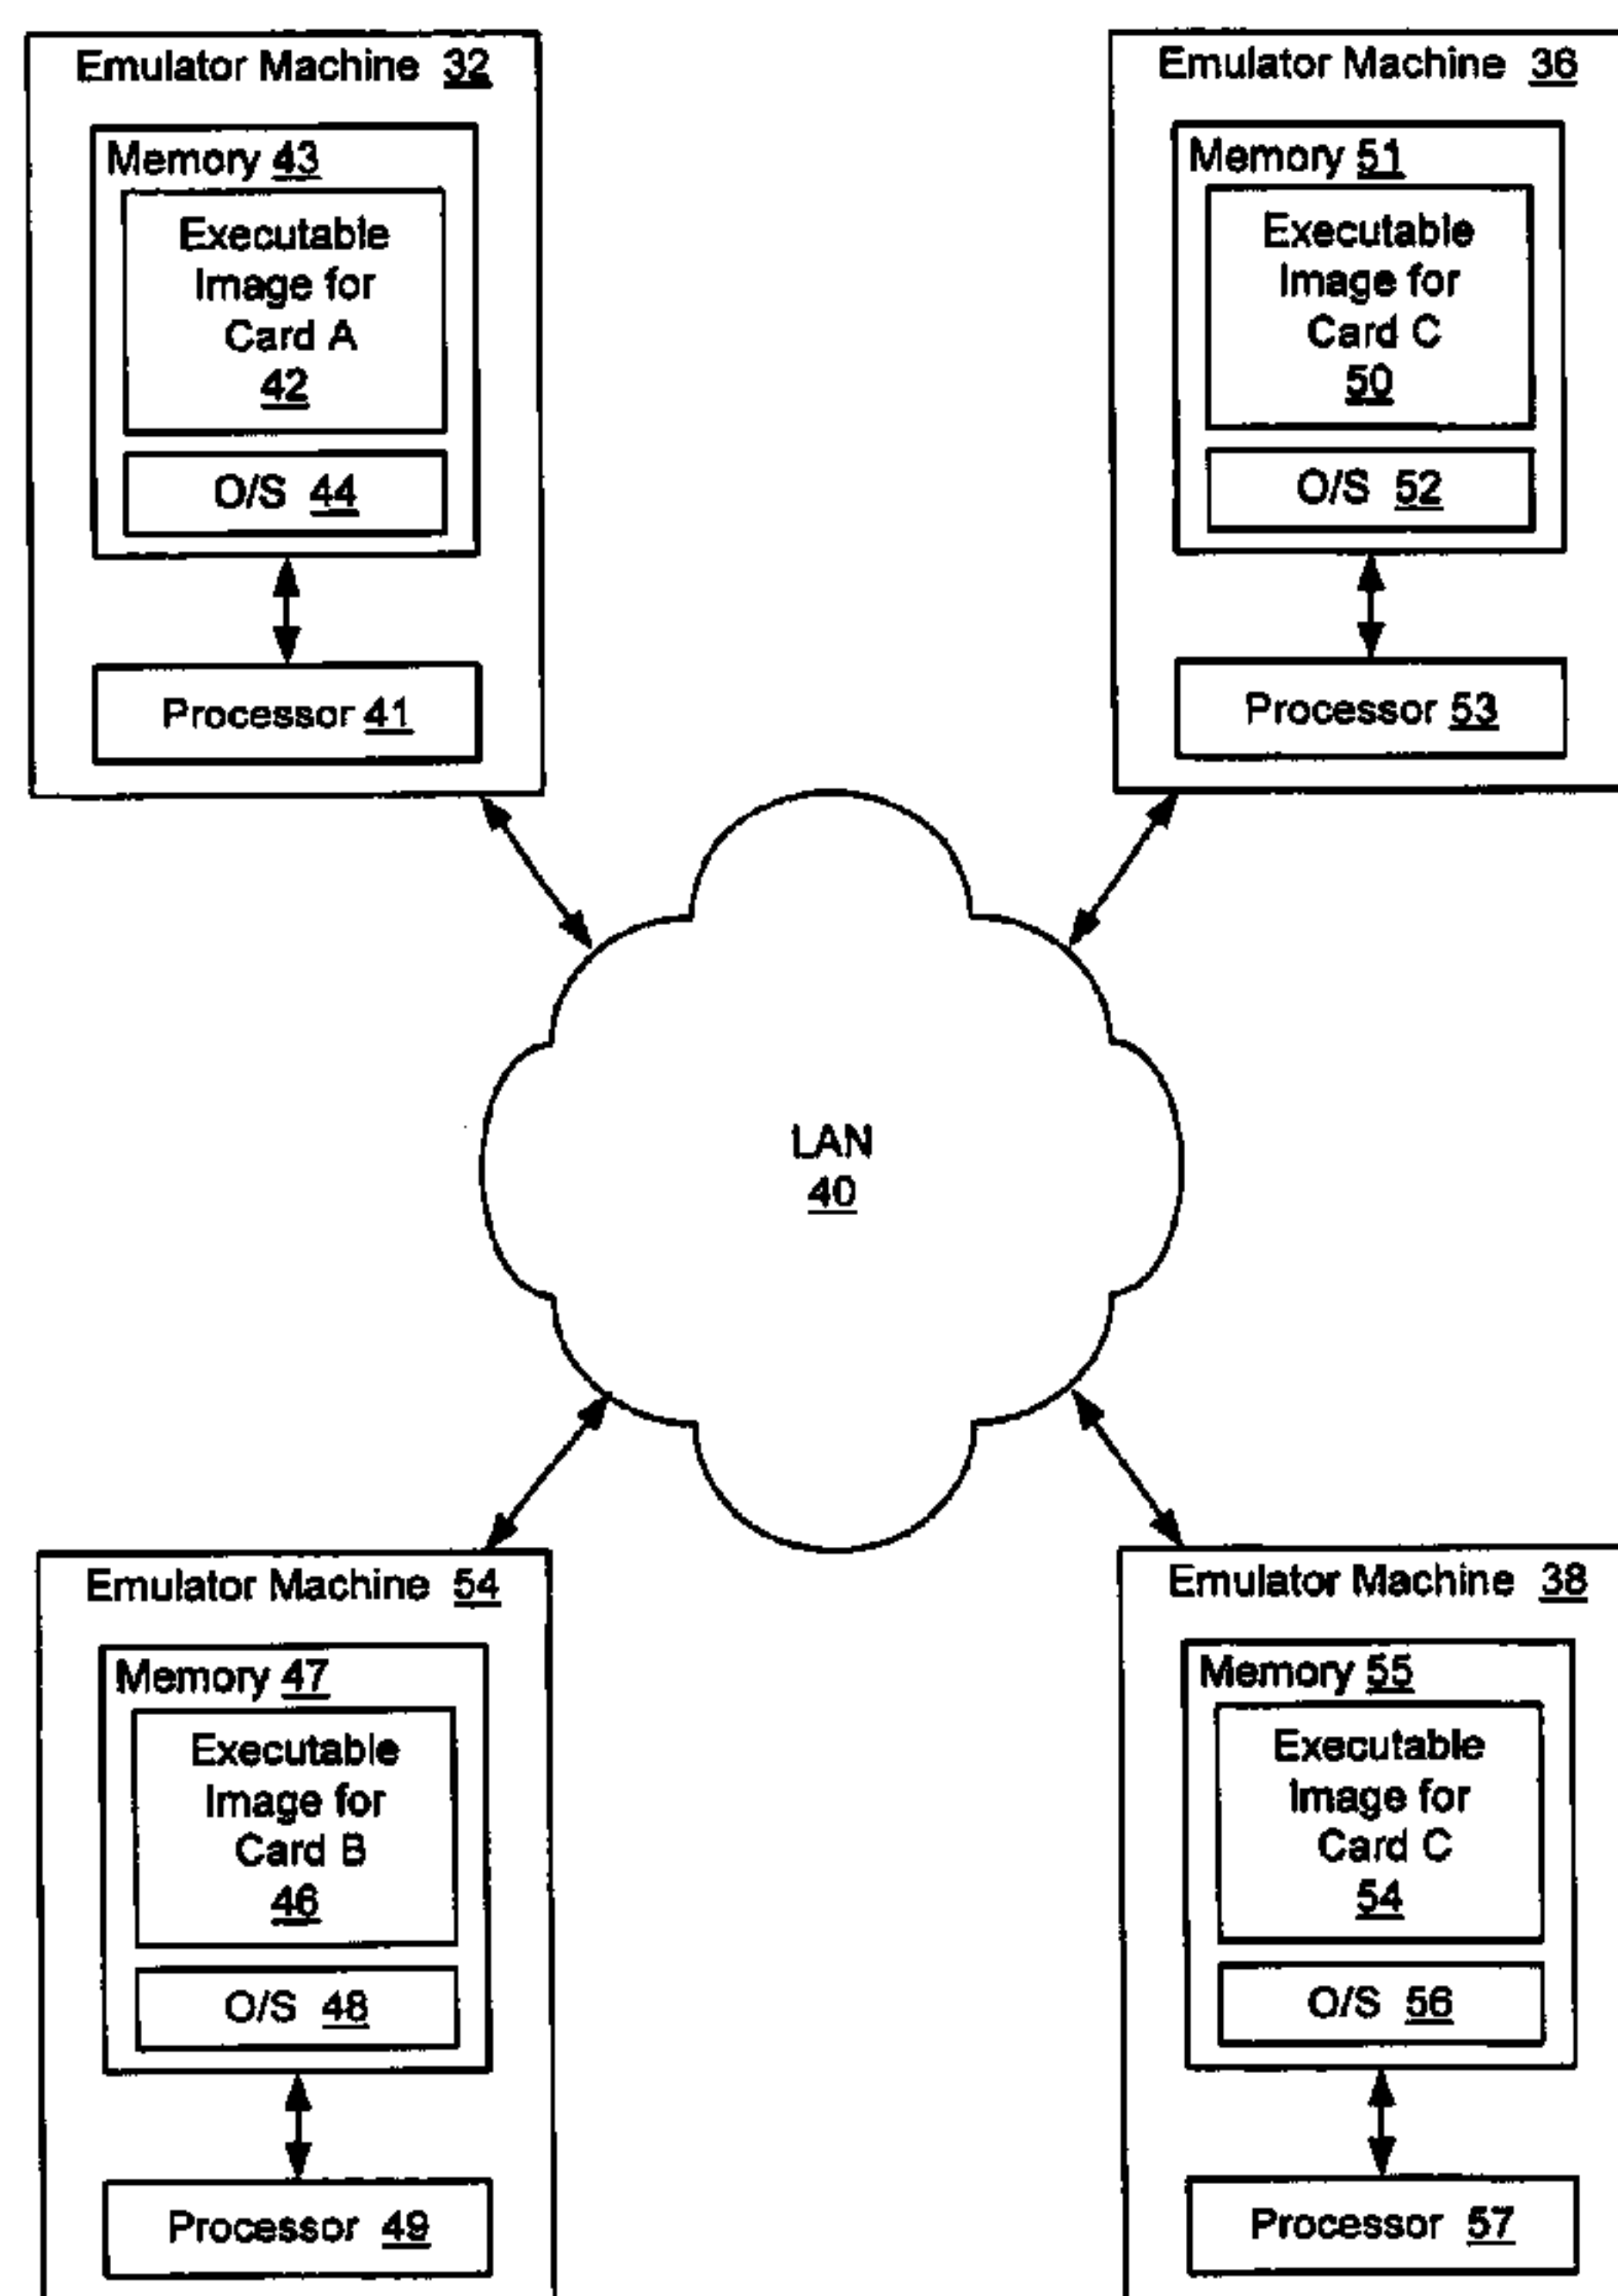 Emulator Machine 32
Memory 43
Executable
Image for
Card A
42
O/S 44
Processor 41
Emulator Machine 36
Memory 51
Executable
Image for
Card C
50
O/S 52
Processor 53
LAN
40
Emulator Machine 54
Memory 47
Executable
Image for
Card B
46
O/S 48
Processor 49
Emulator Machine 38
Memory 55
Executable
Image for
Card C
54
O/S 56
Processor 57